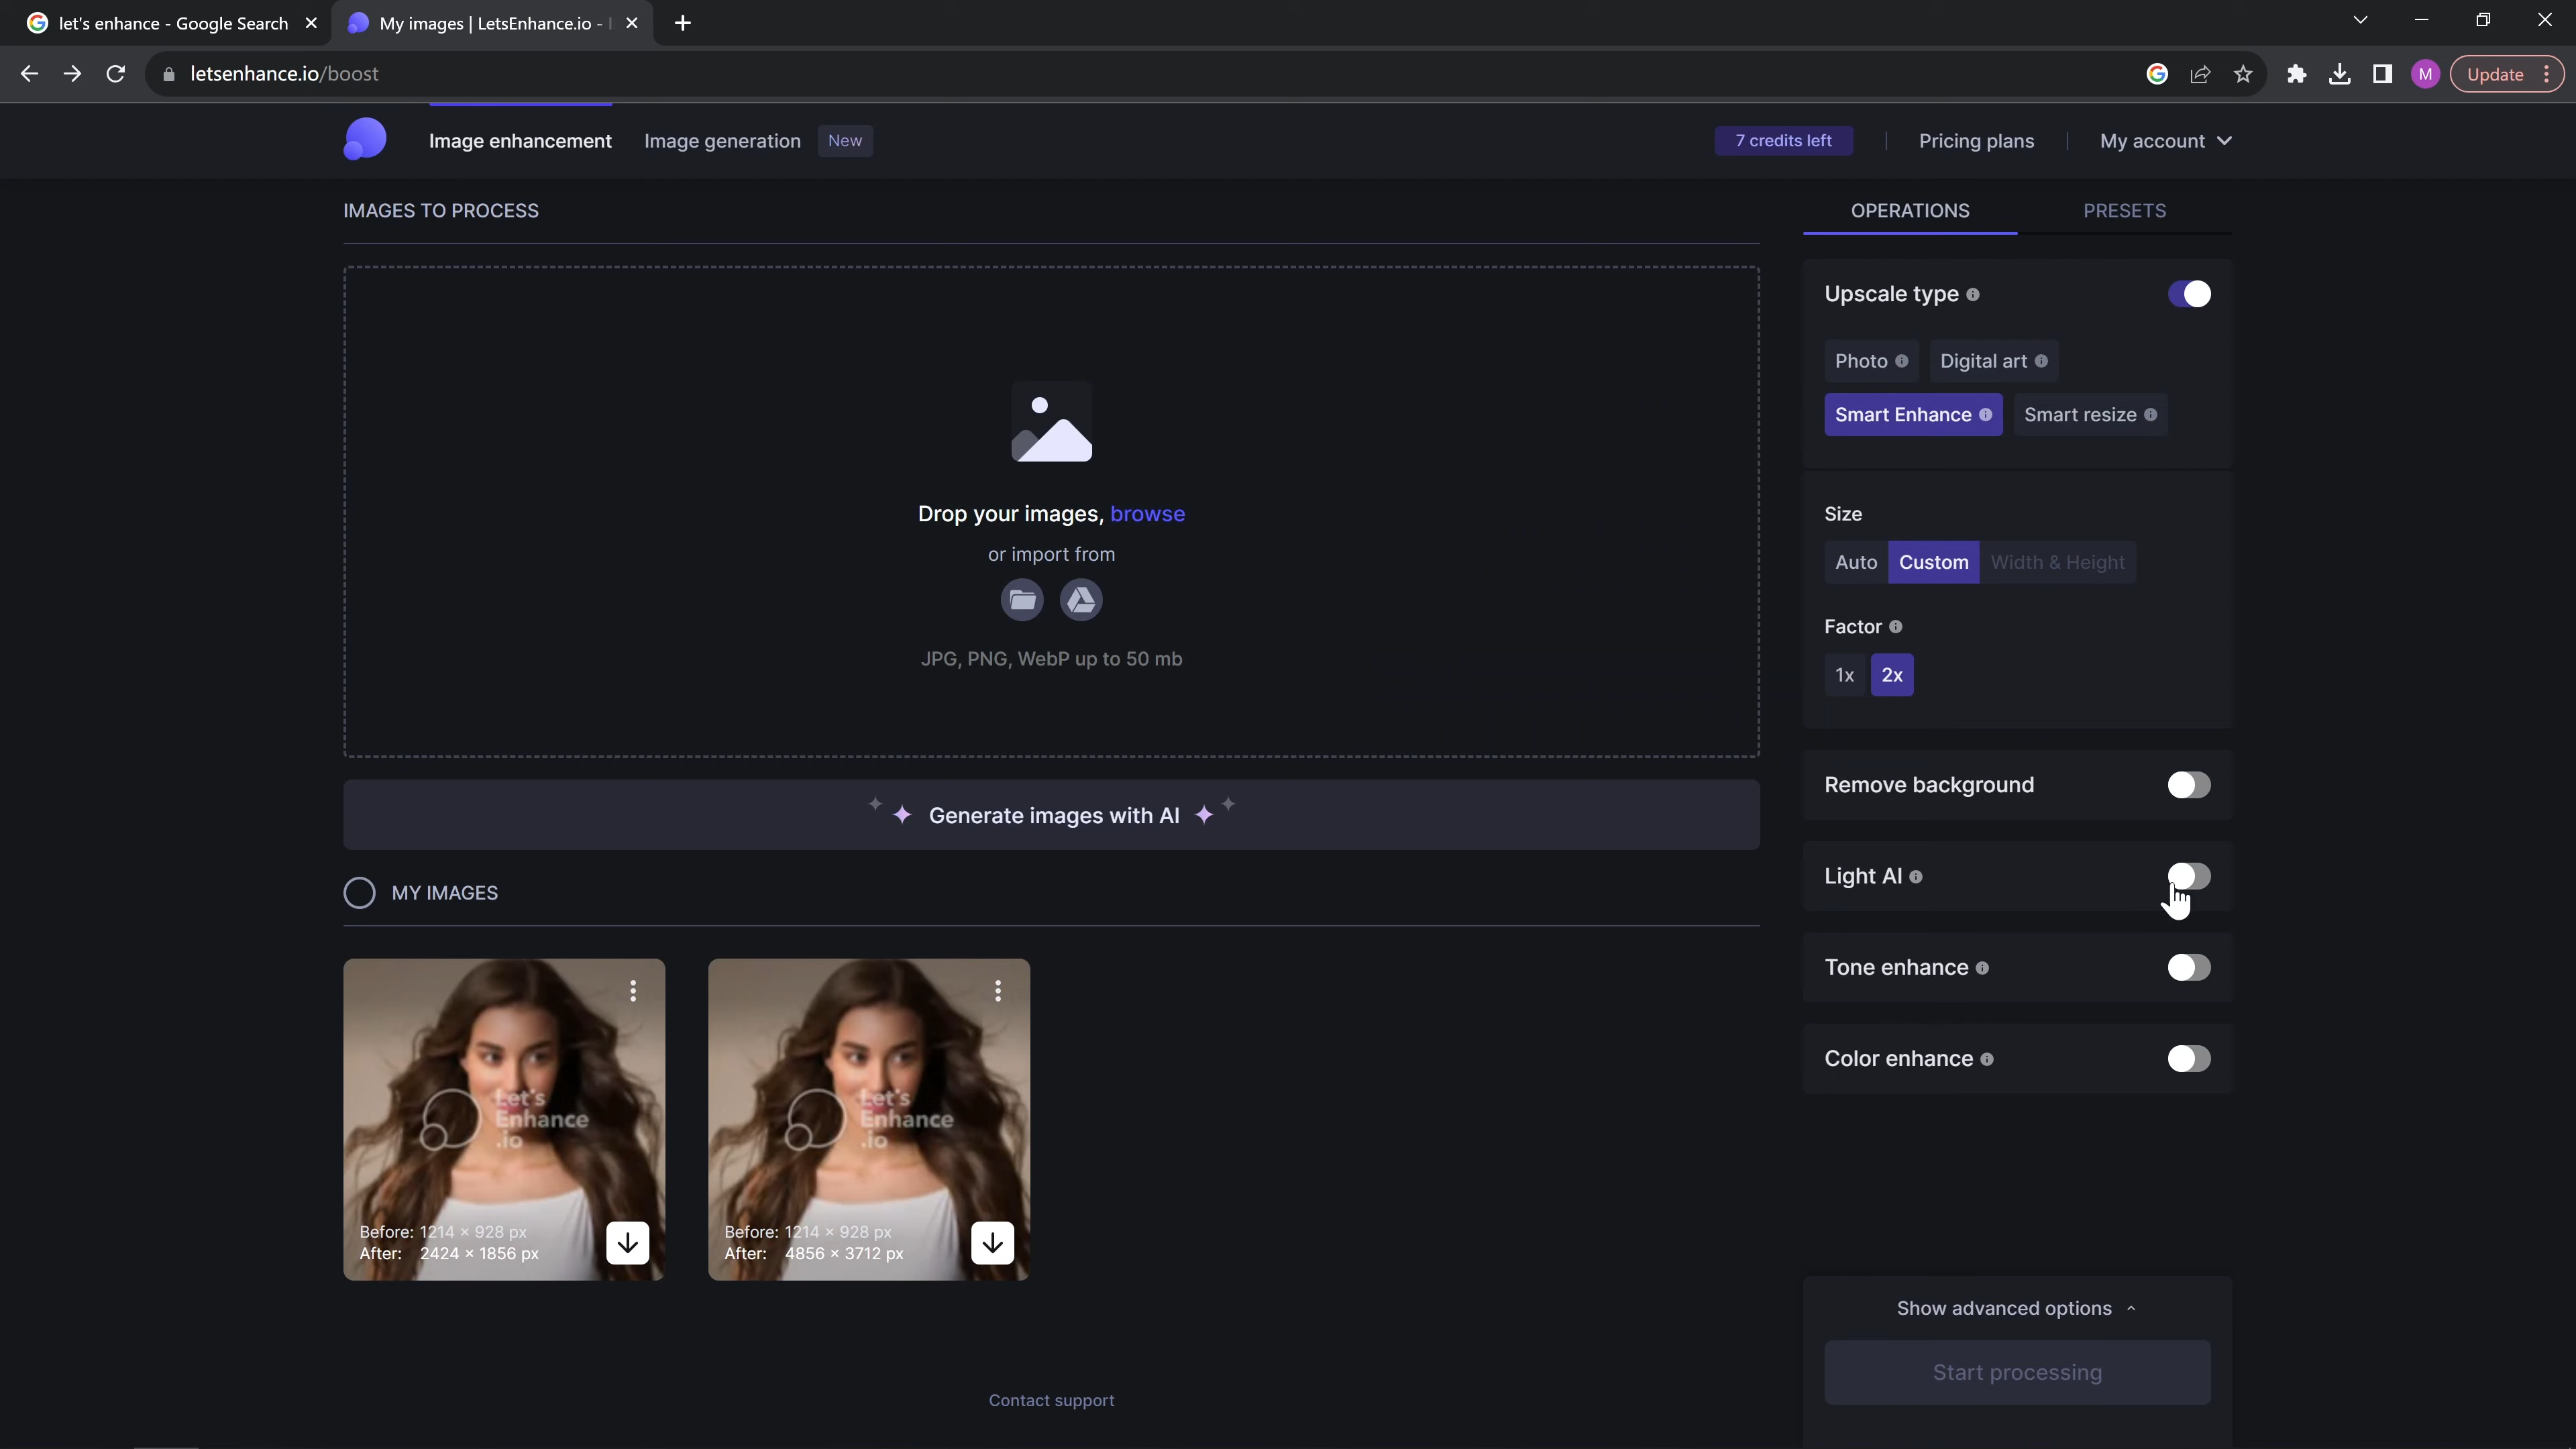 let's enhance - Google Search
My images | LetsEnhance.io -
letsenhance.io/boost
M
Update
Image enhancement
Image generation
New
7 credits left
Pricing plans
My account
IMAGES TO PROCESS
OPERATIONS
PRESETS
Upscale type
Photo
Digital art
Smart Enhance
Smart resize
Drop your images, browse
or import from
JPG, PNG, WebP up to 50 mb
Size
Auto
Custom
Width & Height
Factor
1x
2x
Generate images with AI
Remove background
Light AI
Tone enhance
Color enhance
MY IMAGES
Let's
Enhance
.io
Before: 1214 × 928 px
After: 2424 × 1856 px
Let's
Enhance
.io
Before: 1214 × 928 px
After: 4856 × 3712 px
Show advanced options
Start processing
Contact support